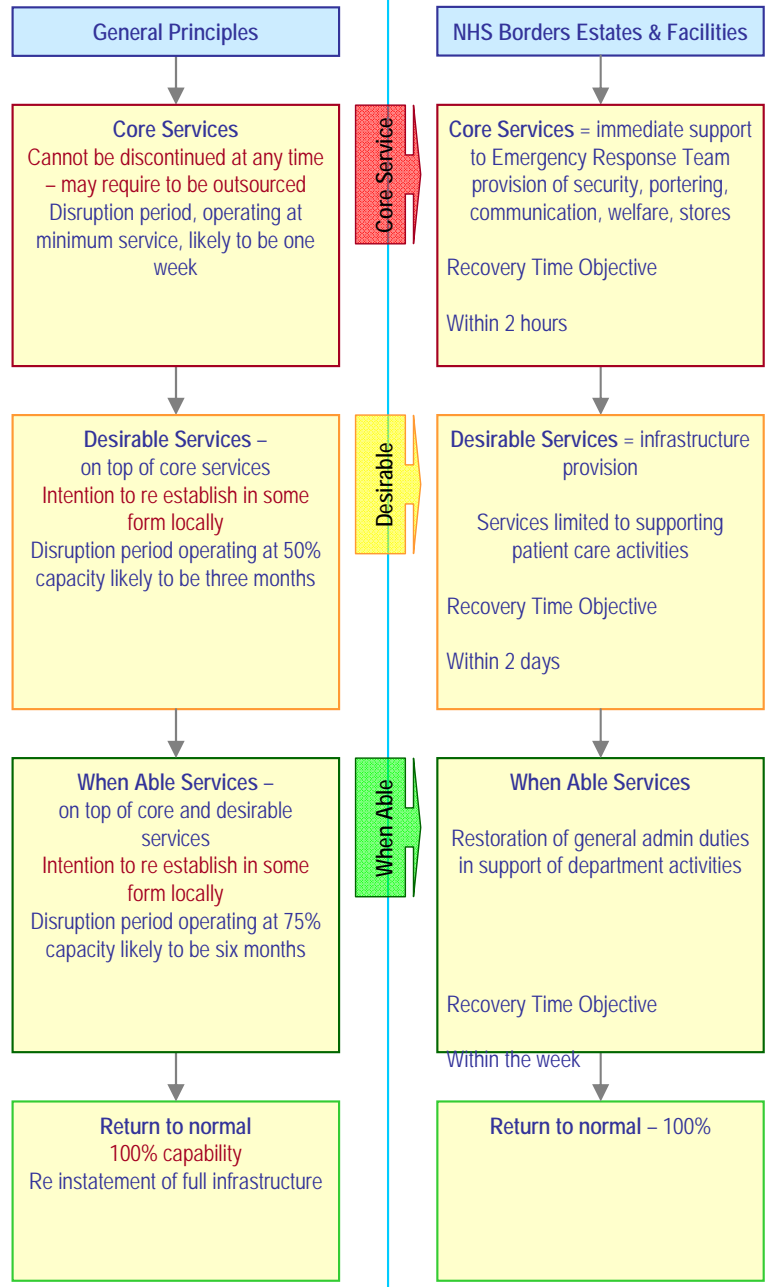 General Principles
NHS Borders Estates & Facilities
Core Services
Cannot be discontinued at any time
– may require to be outsourced
Disruption period, operating at
minimum service, likely to be one
week
Core Service
Core Services = immediate support
to Emergency Response Team
provision of security, portering,
communication, welfare, stores
Recovery Time Objective
Within 2 hours
Desirable Services –
on top of core services
Intention to re establish in some
form locally
Disruption period operating at 50%
capacity likely to be three months
Desirable
Desirable Services = infrastructure
provision
Services limited to supporting
patient care activities
Recovery Time Objective
Within 2 days
When Able Services –
on top of core and desirable
services
Intention to re establish in some
form locally
Disruption period operating at 75%
capacity likely to be six months
When Able
When Able Services
Restoration of general admin duties
in support of department activities
Recovery Time Objective
Within the week
Return to normal
100% capability
Re instatement of full infrastructure
Return to normal – 100%